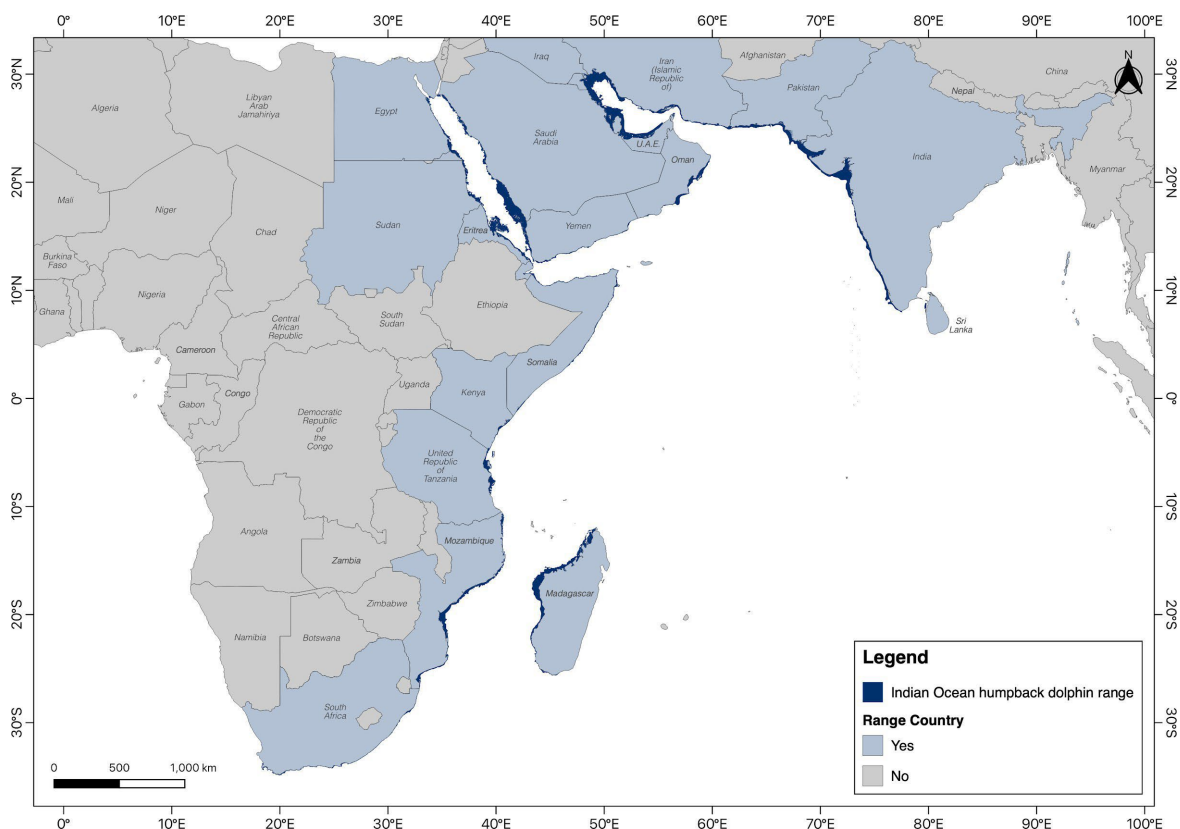 0° 10°E 20°E 30°E 40°E 50°E 60°E 70°E 80°E 90°E 100°E
30°N
20°N
10°N
0°
10°S
20°S
30°S
Algeria
Libyan
Arab
Jamahiriya
Egypt
Iraq
Iran
(Islamic
Republic
of)
Afghanistan
Pakistan
China
Nepal
N
30°N
Saudi
Arabia
U.A.E.
Oman
India
Myanmar
20°N
Mali
Niger
Chad
Sudan
Eritrea
Yemen
Burkina
Faso
Ghana
Nigeria
Cameroon
Central
African
Republic
South
Sudan
Ethiopia
Somalia
Sri
Lanka
10°N
Gabon
Congo
Democratic
Republic
of the
Congo
Uganda
Kenya
0°
United
Republic
of
Tanzania
10°S
Angola
Zambia
Mozambique
Madagascar
Zimbabwe
Namibia
Botswana
20°S
South
Africa
30°S
Legend
Indian Ocean humpback dolphin range
Range Country
Yes
No
0 500 1,000 km
0° 10°E 20°E 30°E 40°E 50°E 60°E 70°E 80°E 90°E 100°E